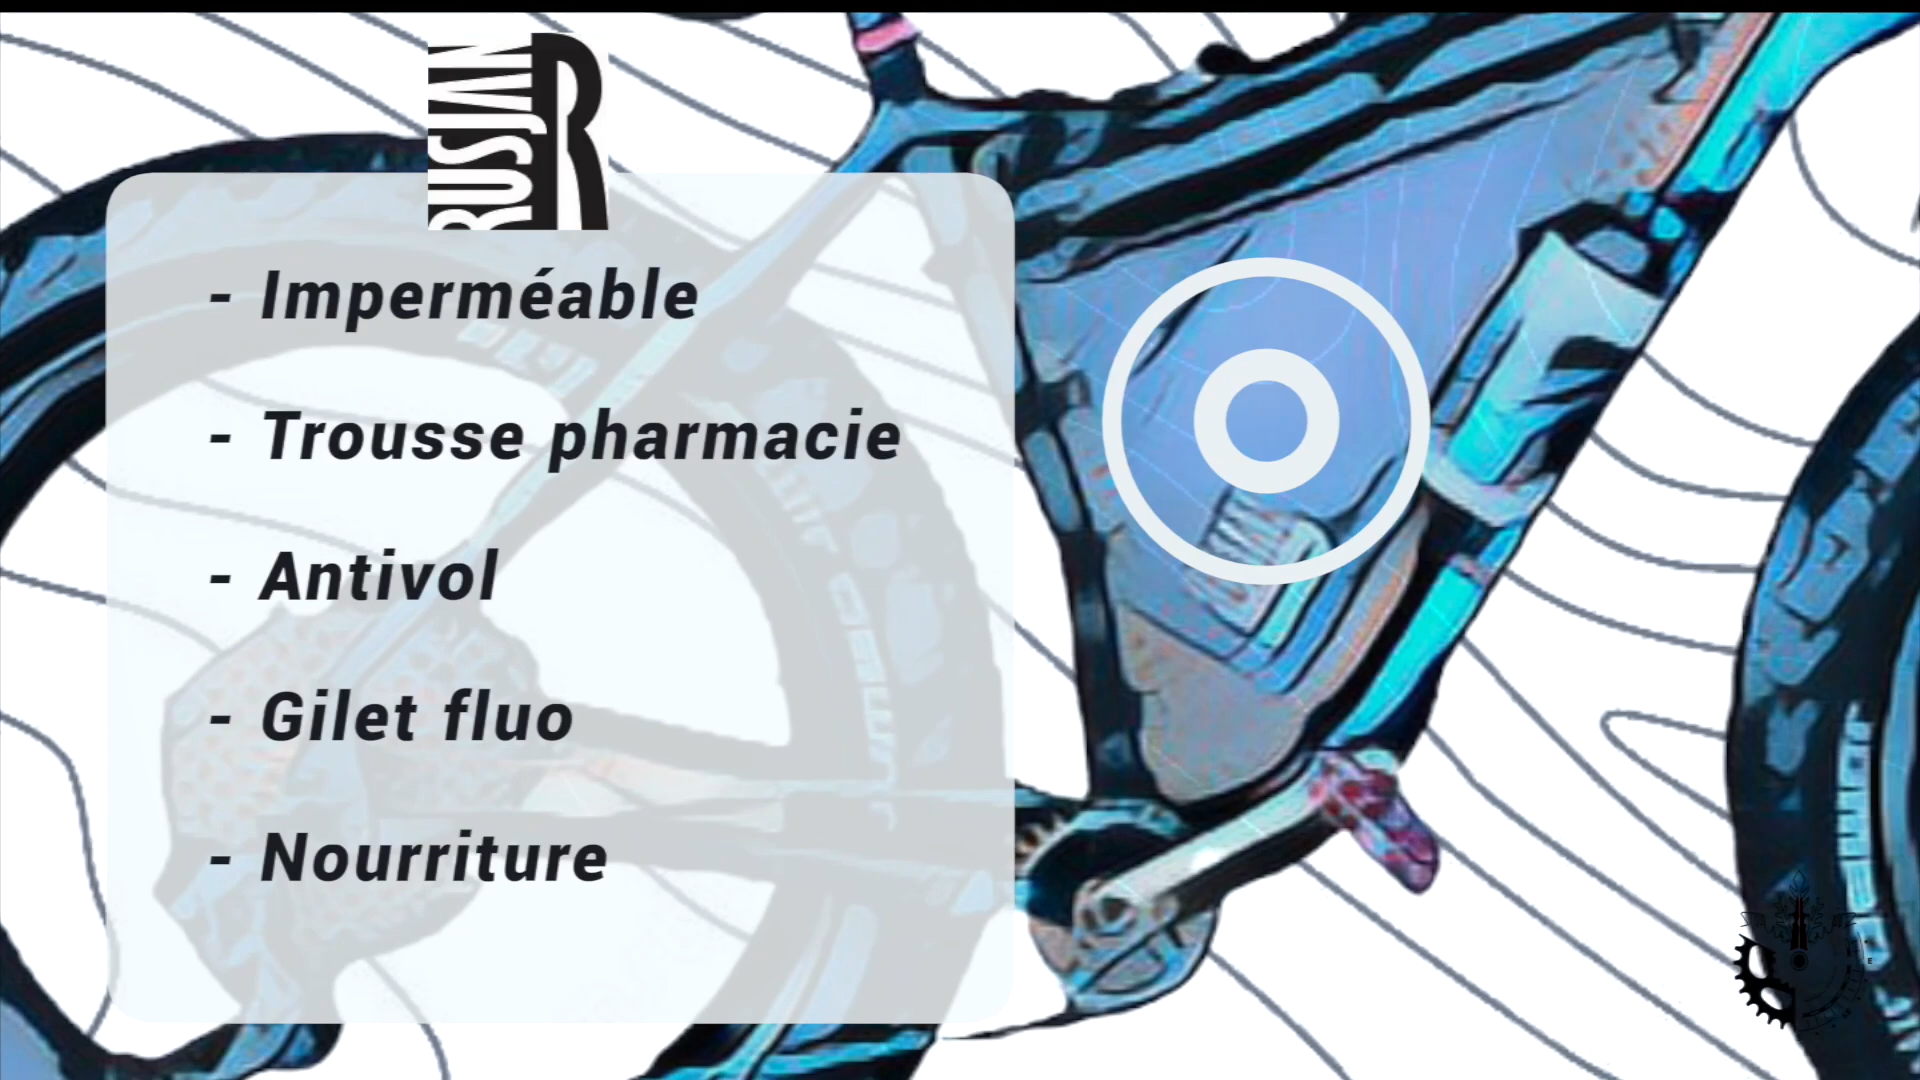 RUSJAN
- Imperméable
- Trousse pharmacie
- Antivol
- Gilet fluo
- Nourriture